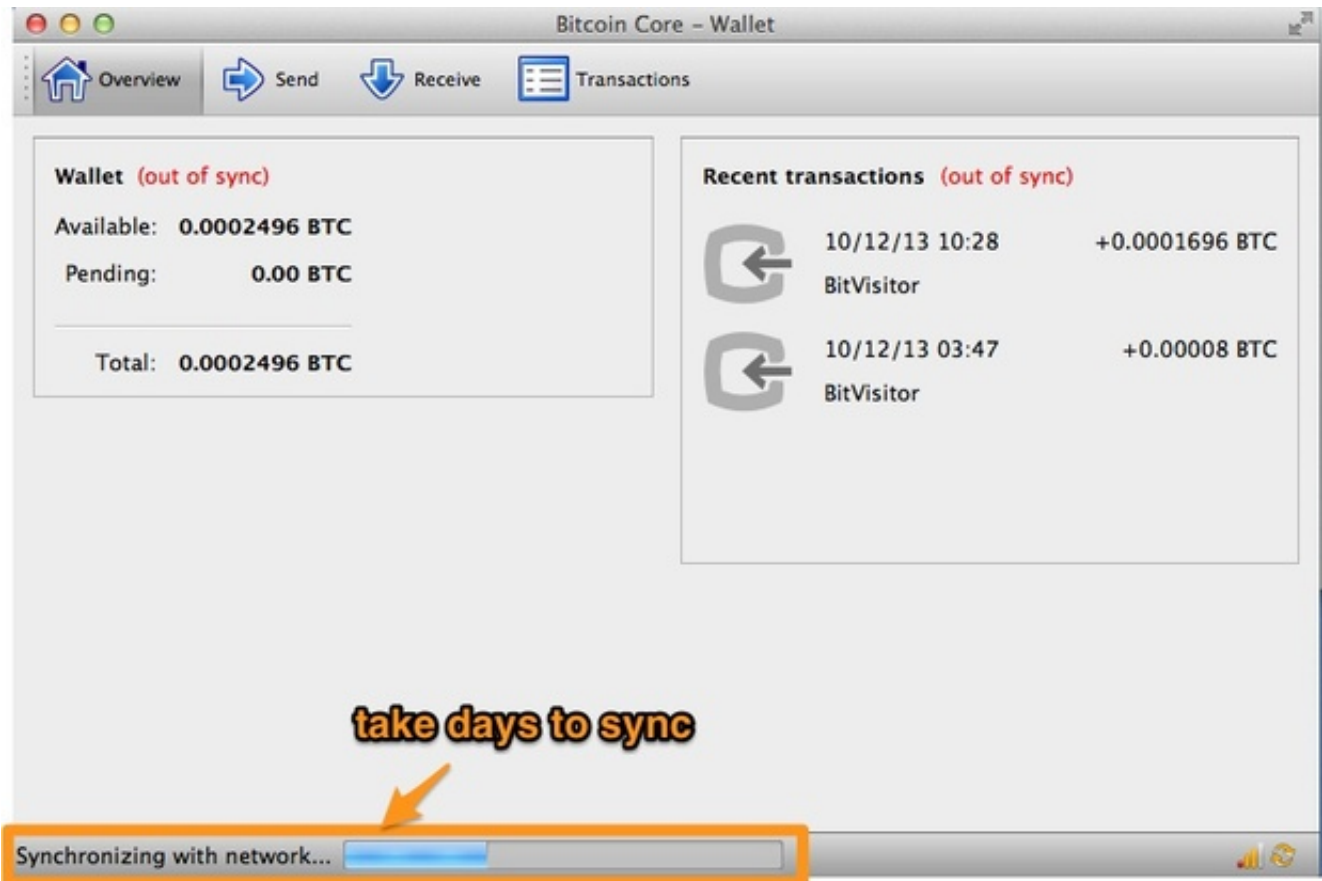 Bitcoin Core – Wallet
Overview Send Receive Transactions
Wallet (out of sync)
Available: 0.0002496 BTC
Pending: 0.00 BTC
Total: 0.0002496 BTC
Recent transactions (out of sync)
10/12/13 10:28 +0.0001696 BTC
BitVisitor
10/12/13 03:47 +0.00008 BTC
BitVisitor
take days to sync
Synchronizing with network...